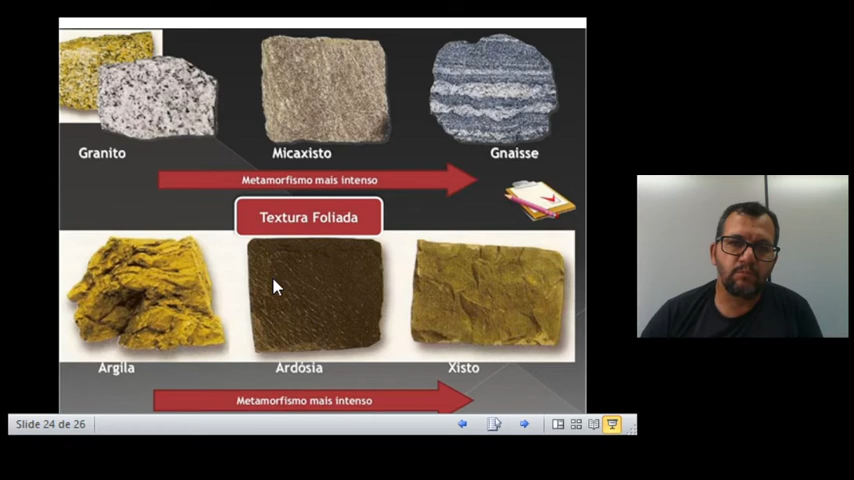 Granito
Micaxisto
Gnaisse
Metamorfismo mais intenso
Textura Foliada
Argila
Ardósia
Xisto
Metamorfismo mais intenso
Slide 24 de 26